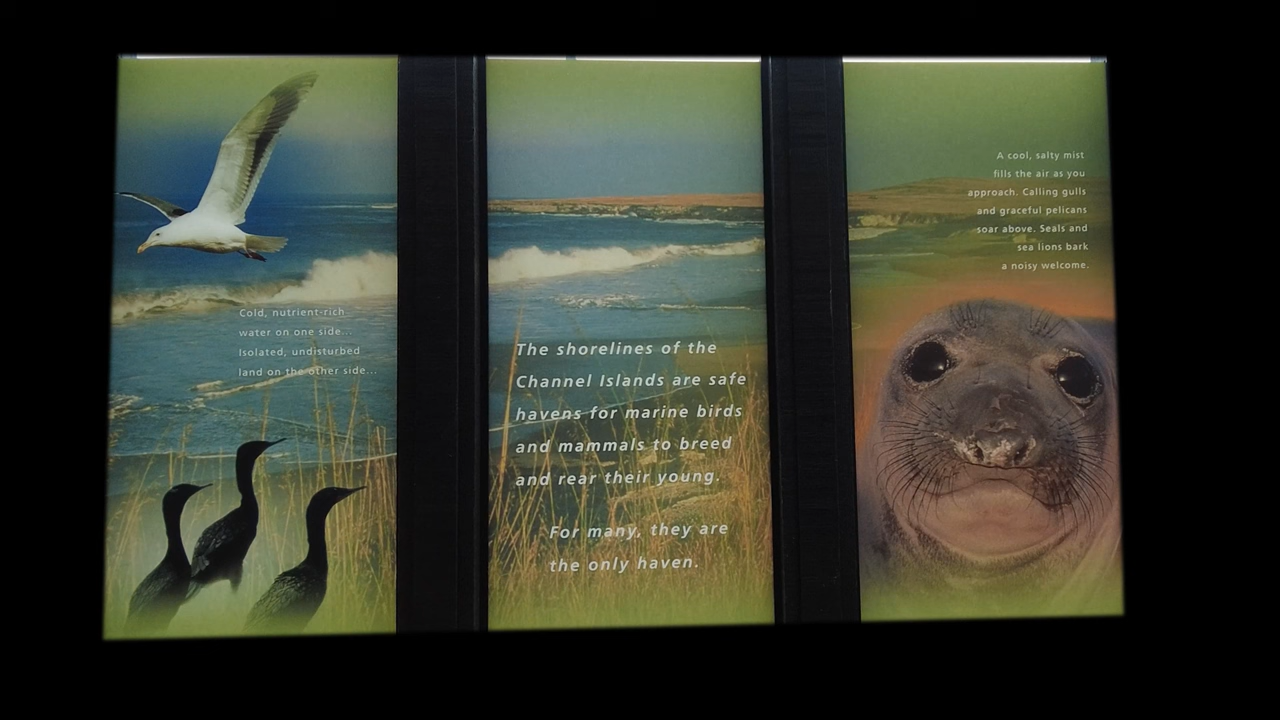 Cold, nutrient-rich
water on one side...
Isolated, undisturbed
land on the other side...
The shorelines of the
Channel Islands are safe
havens for marine birds
and mammals to breed
and rear their young.
For many, they are
the only haven.
A cool, salty mist
fills the air as you
approach. Calling gulls
and graceful pelicans
soar above. Seals and
sea lions bark
a noisy welcome.